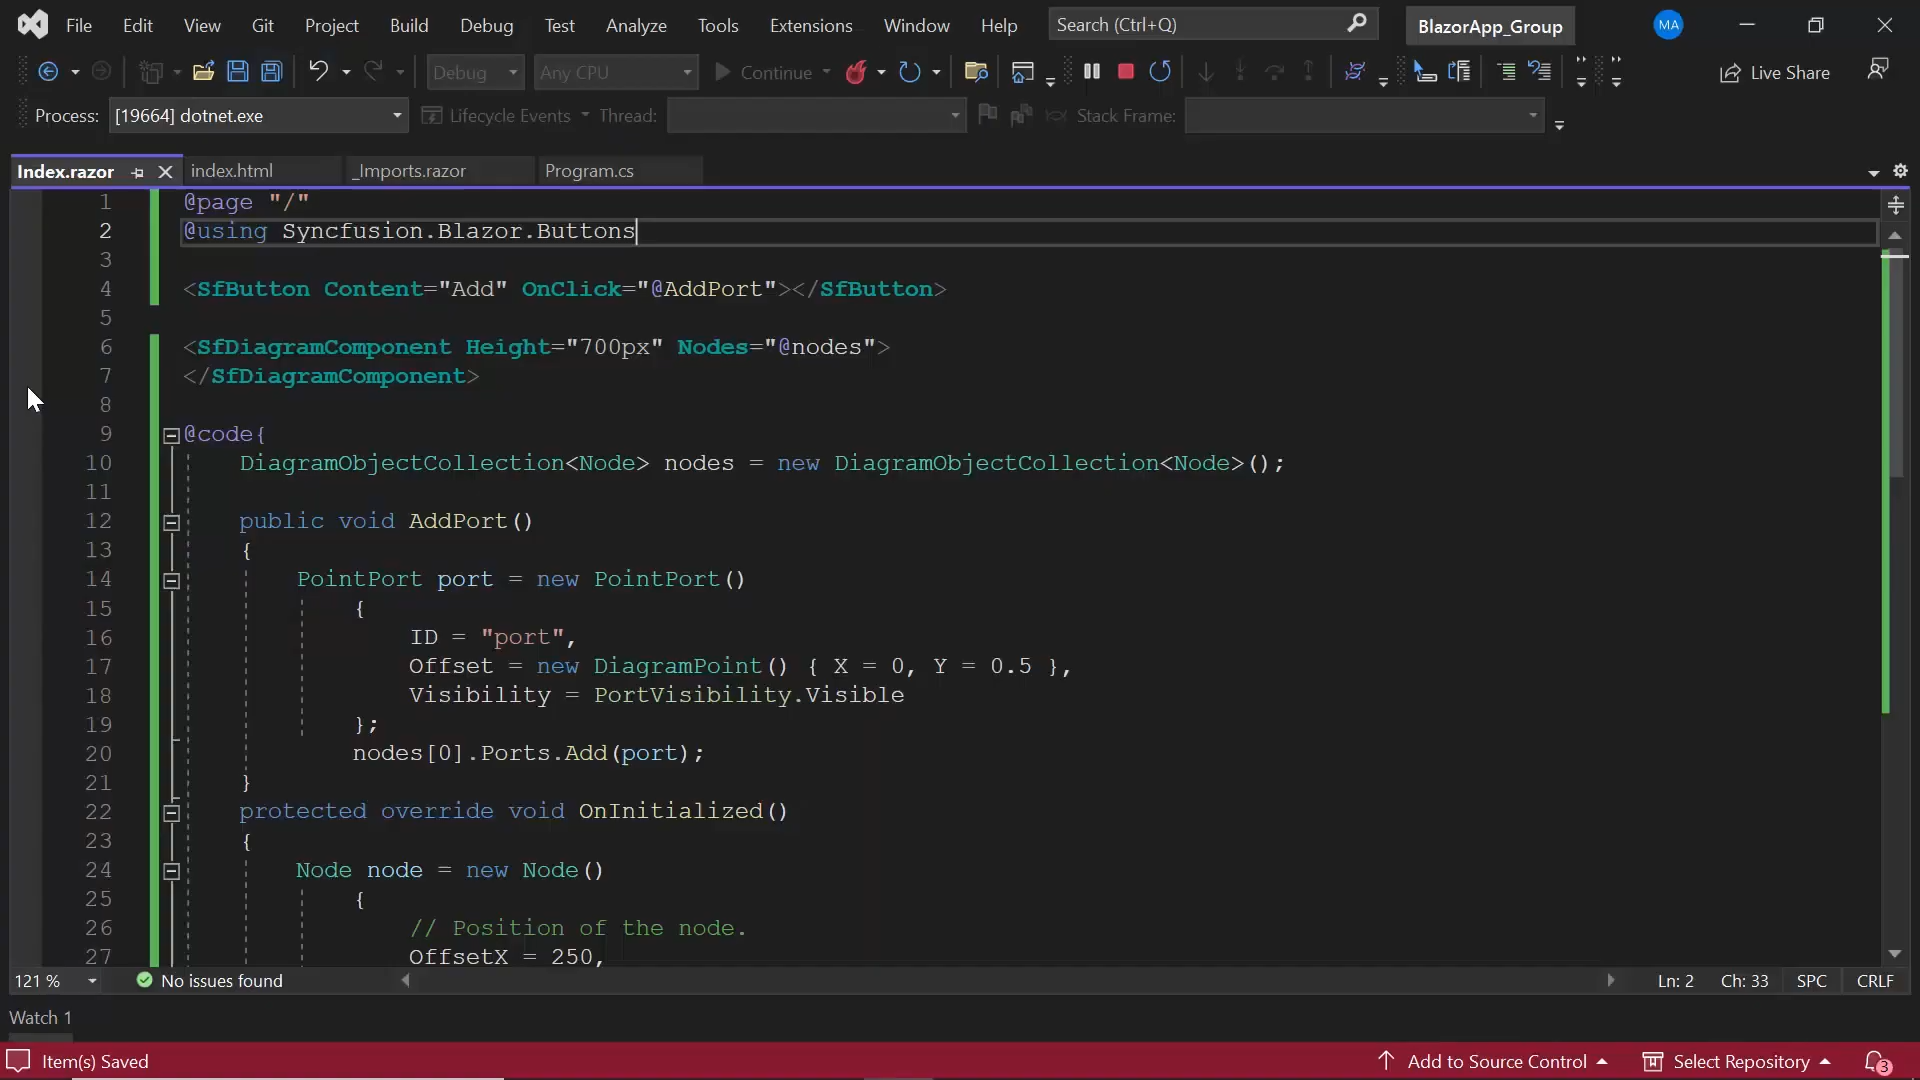 File Edit View Git Project Build Debug Test Analyze Tools Extensions Window Help Search (Ctrl+Q) BlazorApp_Group MA
Debug Any CPU Continue Live Share
Process: [19664] dotnet.exe Lifecycle Events Thread: Stack Frame:
Index.razor index.html _Imports.razor Program.cs
1 @page "/"
2 @using Syncfusion.Blazor.Buttons
3
4 <SfButton Content="Add" OnClick="@AddPort"></SfButton>
5
6 <SfDiagramComponent Height="700px" Nodes="@nodes">
7 </SfDiagramComponent>
8
9 @code{
10 DiagramObjectCollection<Node> nodes = new DiagramObjectCollection<Node>();
11
12 public void AddPort()
13 {
14 PointPort port = new PointPort()
15 {
16 ID = "port",
17 Offset = new DiagramPoint() { X = 0, Y = 0.5 },
18 Visibility = PortVisibility.Visible
19 };
20 nodes[0].Ports.Add(port);
21 }
22 protected override void OnInitialized()
23 {
24 Node node = new Node()
25 {
26 // Position of the node.
27 OffsetX = 250,
121 % No issues found Ln: 2 Ch: 33 SPC CRLF
Watch 1
Item(s) Saved Add to Source Control Select Repository 3